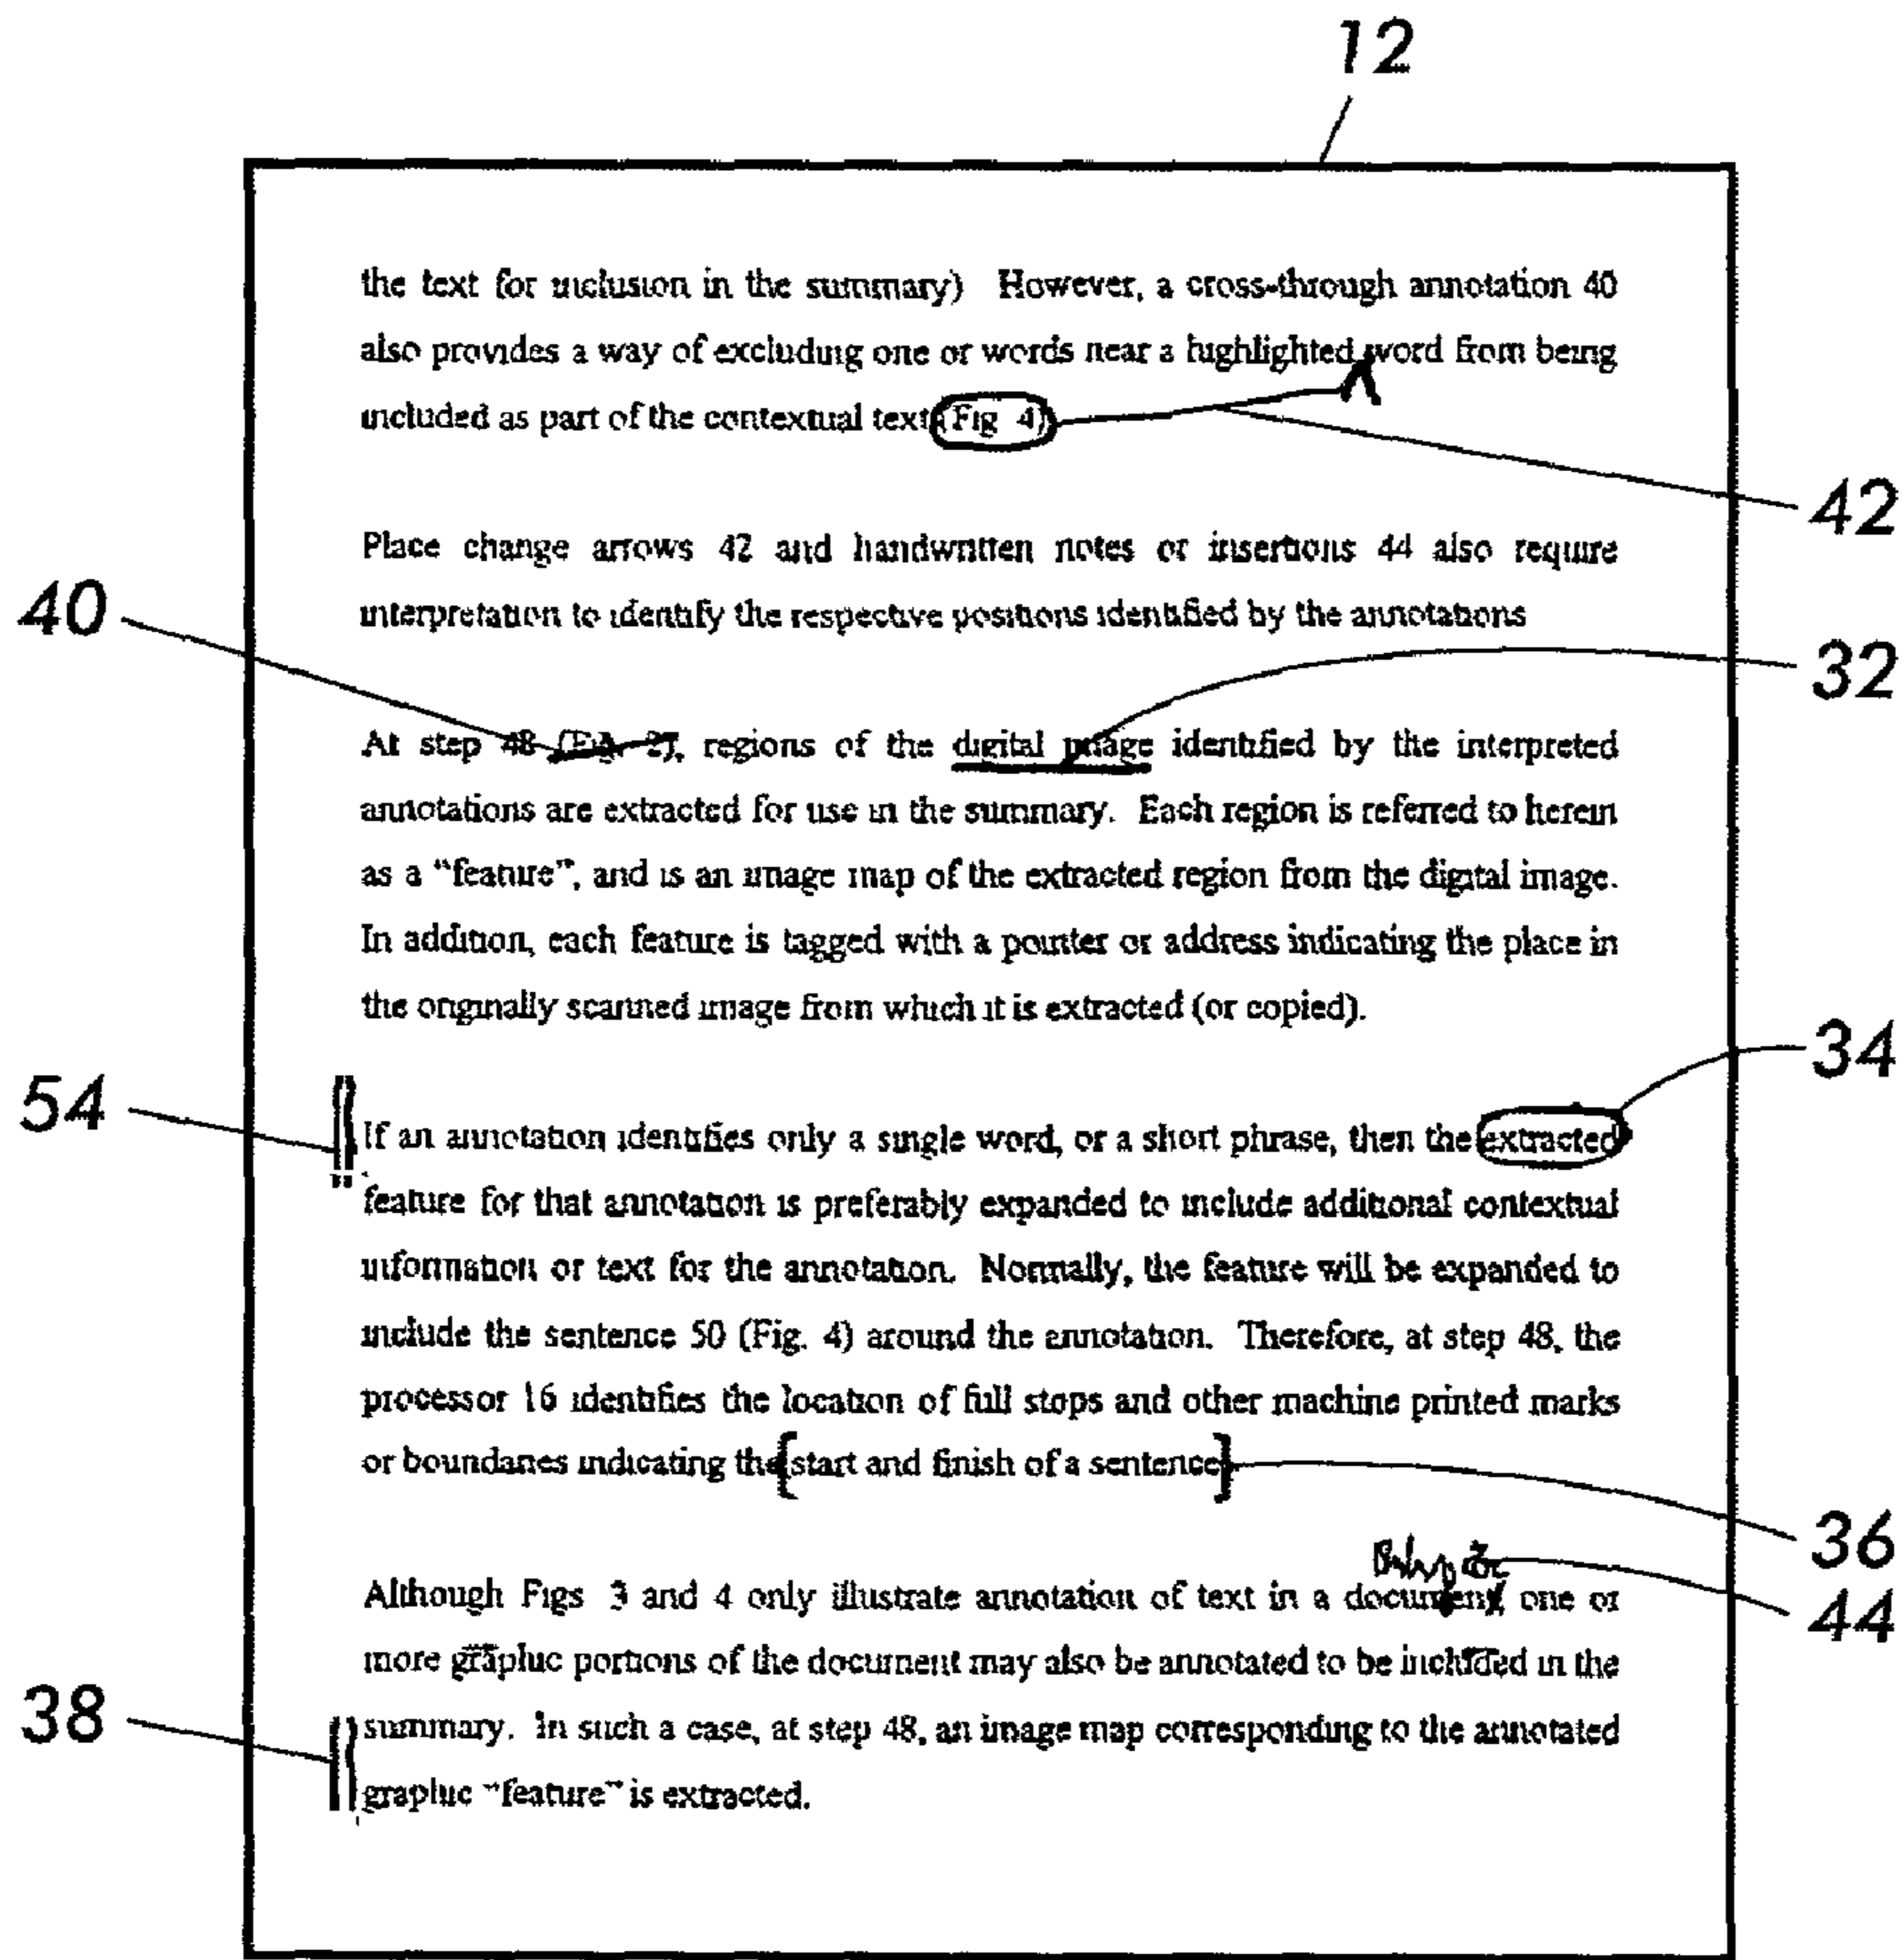 12
the text for inclusion in the summary) However, a cross-through annotation 40
also provides a way of excluding one or words near a highlighted word from being
included as part of the contextual text (Fig 4)
42
Place change arrows 42 and handwritten notes or insertions 44 also require
40
interpretation to identify the respective positions identified by the annotations
32
At step 48 (Fig. 2), regions of the digital image identified by the interpreted
annotations are extracted for use in the summary. Each region is referred to herein
as a “feature”, and is an image map of the extracted region from the digital image.
In addition, each feature is tagged with a pointer or address indicating the place in
the originally scanned image from which it is extracted (or copied).
34
54
If an annotation identifies only a single word, or a short phrase, then the extracted
feature for that annotation is preferably expanded to include additional contextual
information or text for the annotation. Normally, the feature will be expanded to
include the sentence 50 (Fig. 4) around the annotation. Therefore, at step 48, the
processor 16 identifies the location of full stops and other machine printed marks
or boundaries indicating the [start and finish of a sentence]
36
Although Figs 3 and 4 only illustrate annotation of text in a document, one or
44
more graphic portions of the document may also be annotated to be included in the
38
summary. In such a case, at step 48, an image map corresponding to the annotated
graphic “feature” is extracted.